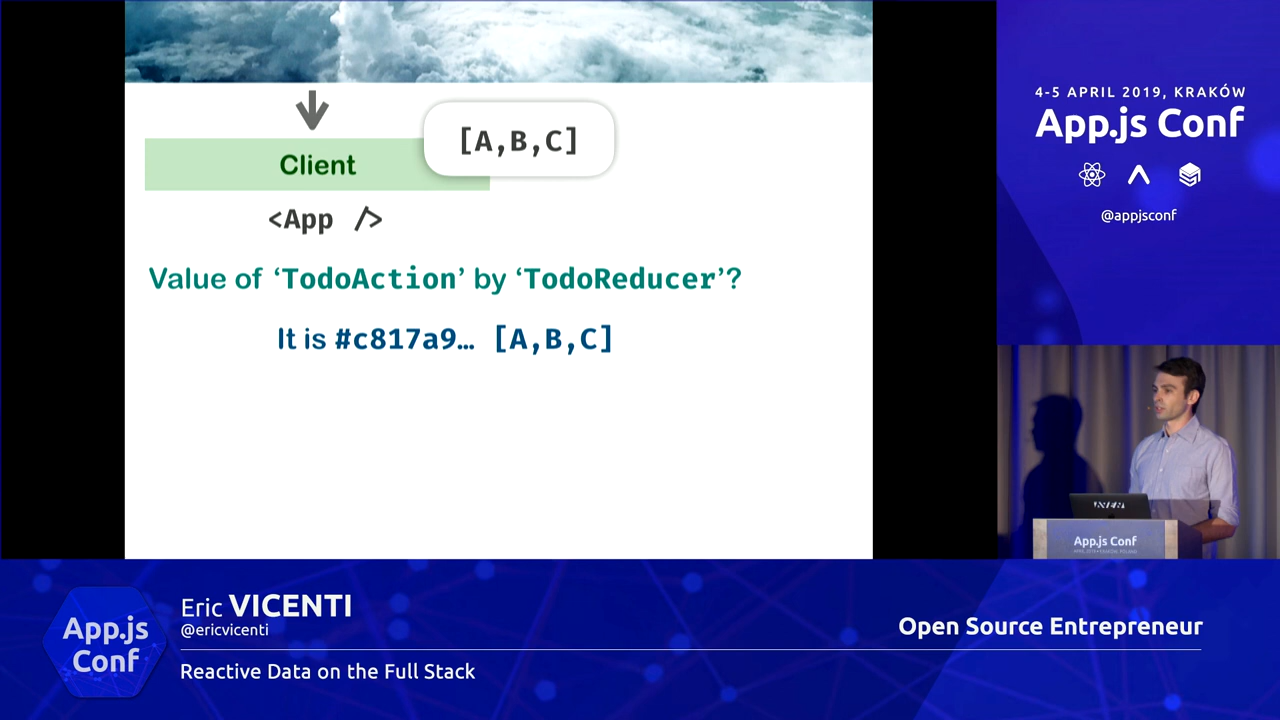 [A,B,C]
Client
<App />
Value of ‘TodoAction’ by ‘TodoReducer’?
It is #c817a9… [A,B,C]
4-5 APRIL 2019, KRAKÓW
App.js Conf
@appjsconf
App.js Conf
App.js
Conf
Eric VICENTI
@ericvicenti
Open Source Entrepreneur
Reactive Data on the Full Stack